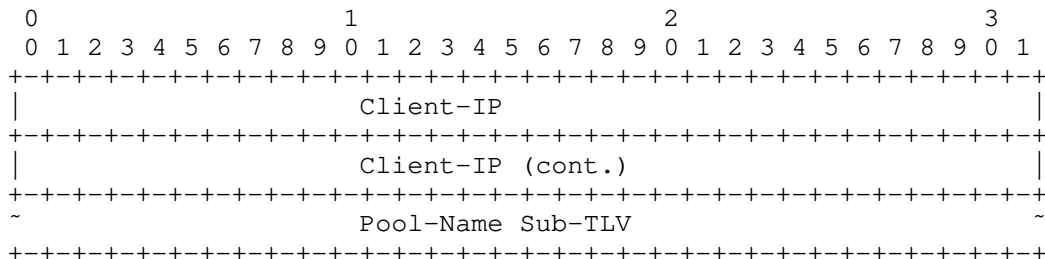 0                   1                   2                   3
 0 1 2 3 4 5 6 7 8 9 0 1 2 3 4 5 6 7 8 9 0 1 2 3 4 5 6 7 8 9 0 1
+-+-+-+-+-+-+-+-+-+-+-+-+-+-+-+-+-+-+-+-+-+-+-+-+-+-+-+-+-+-+-+-+
|                    Client-IP                                  |
+-+-+-+-+-+-+-+-+-+-+-+-+-+-+-+-+-+-+-+-+-+-+-+-+-+-+-+-+-+-+-+-+
|                    Client-IP (cont.)                          |
+-+-+-+-+-+-+-+-+-+-+-+-+-+-+-+-+-+-+-+-+-+-+-+-+-+-+-+-+-+-+-+-+
~                    Pool-Name Sub-TLV                          ~
+-+-+-+-+-+-+-+-+-+-+-+-+-+-+-+-+-+-+-+-+-+-+-+-+-+-+-+-+-+-+-+-+